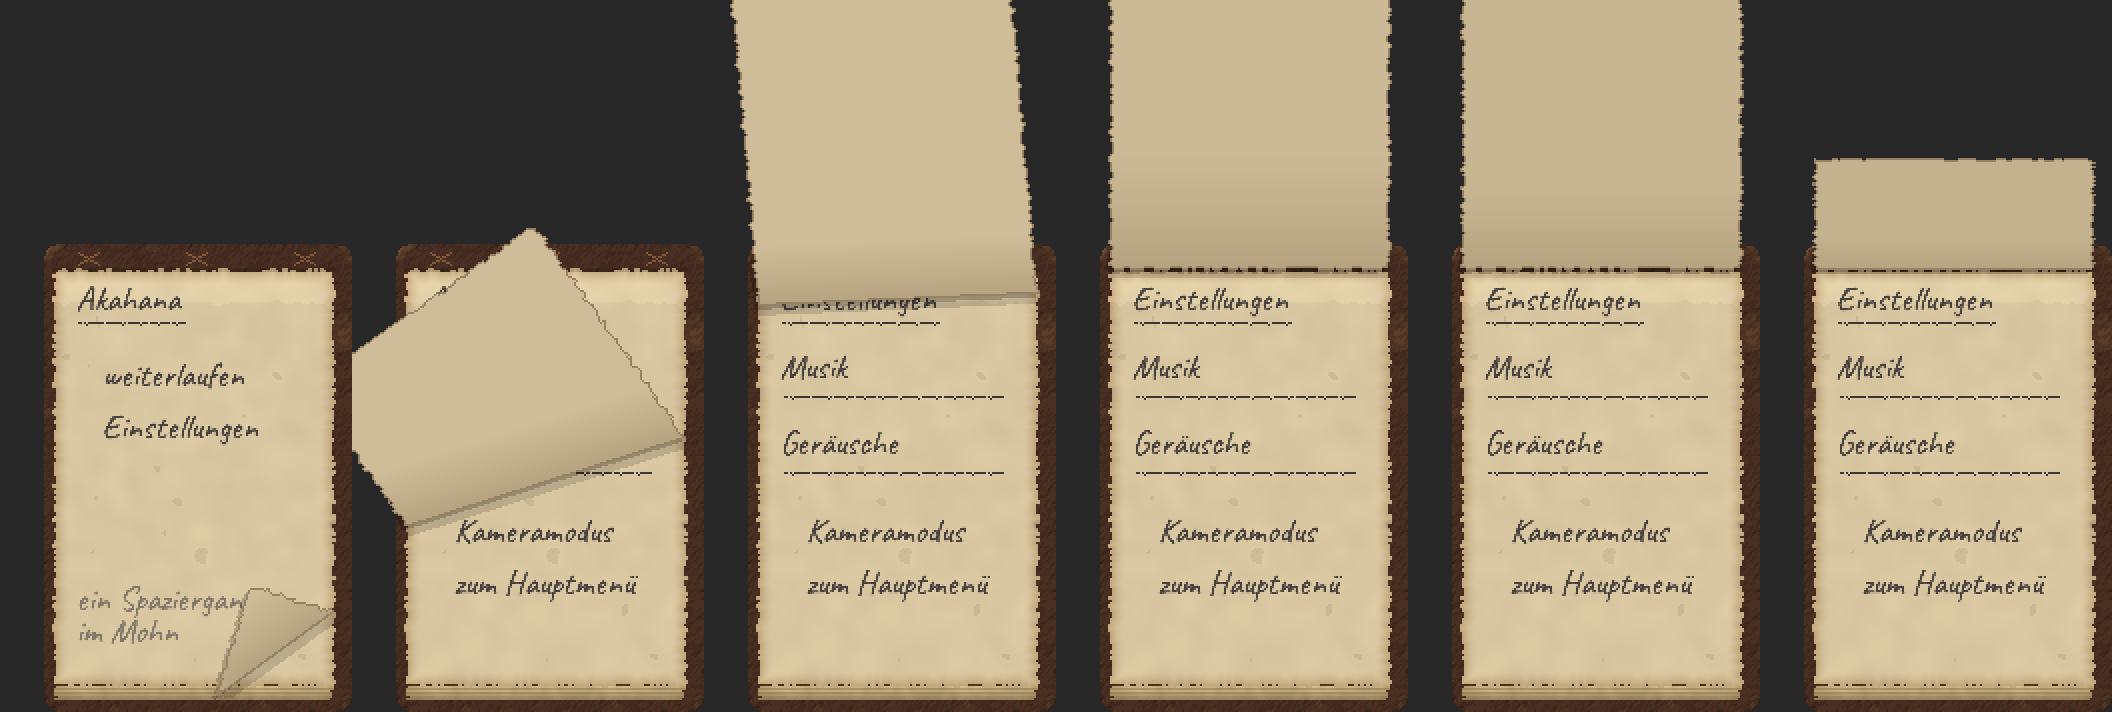 Akahana
weiterlaufen
Einstellungen
ein Spaziergan
im Mohn
Kameramodus
zum Hauptmenü
Einstellungen
Musik
Geräusche
Kameramodus
zum Hauptmenü
Einstellungen
Musik
Geräusche
Kameramodus
zum Hauptmenü
Einstellungen
Musik
Geräusche
Kameramodus
zum Hauptmenü
Einstellungen
Musik
Geräusche
Kameramodus
zum Hauptmenü